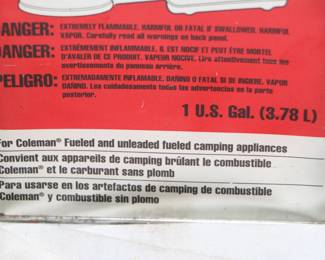 DANGER: EXTREMELY FLAMMABLE. HARMFUL OR FATAL IF SWALLOWED. HARMFUL
VAPOR. Carefully read all warnings on back panel.
DANGER: EXTRÊMEMENT INFLAMMABLE, IL EST NOCIF ET PEUT ÊTRE MORTEL
D'AVALER DE CE PRODUIT. VAPEUR NOCIVE. Lire attentivement tous les
avertissements du panneau arrière.
PELIGRO: EXTREMADAMENTE INFLAMABLE. DAÑINO O FATAL SI SE INGIERE. VAPOR
DAÑINO. Lea cuidadosamente todas las advertencias en la parte
posterior.
1 U.S. Gal. (3.78 L)
For Coleman® Fueled and unleaded fueled camping appliances
Convient aux appareils de camping brûlant le combustible
Coleman® et le carburant sans plomb
Para usarse en los artefactos de camping de combustible
Coleman® y combustible sin plomo